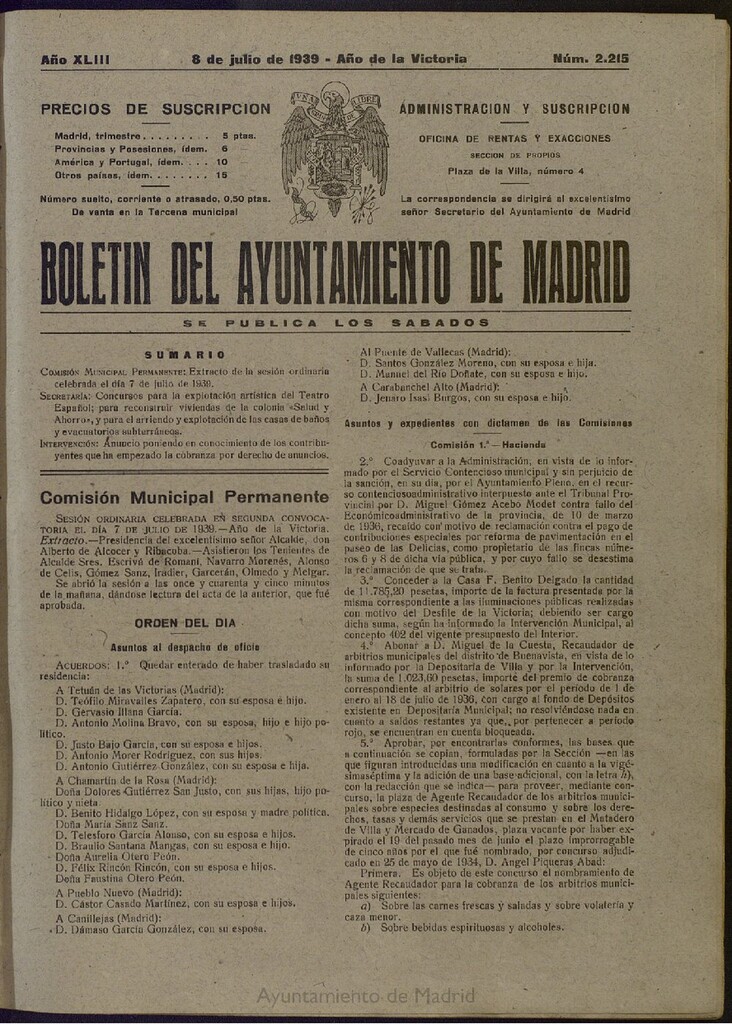 Año XLIII 8 de julio de 1939 - Año de la Victoria Núm. 2.215
PRECIOS DE SUSCRIPCION
Madrid, trimestre . . . . . . . . 5 ptas.
Provincias y Posesiones, ídem. 6 —
América y Portugal, ídem. . . . 10
Otros países, ídem. . . . . . . . 15
Número suelto, corriente o atrasado, 0,50 ptas.
De venta en la Tercena municipal
ADMINISTRACION Y SUSCRIPCION
OFICINA DE RENTAS Y EXACCIONES
SECCION DE PROPIOS
Plaza de la Villa, número 4
La correspondencia se dirigirá al excelentísimo
señor Secretario del Ayuntamiento de Madrid
BOLETIN DEL AYUNTAMIENTO DE MADRID
SE PUBLICA LOS SABADOS
SUMARIO
COMISIÓN MUNICIPAL PERMANENTE: Extracto de la sesión ordinaria
celebrada el día 7 de julio de 1939.
SECRETARÍA: Concursos para la explotación artística del Teatro
Español; para reconstruir viviendas de la colonia «Salud y
Ahorro», y para el arriendo y explotación de las casas de baños
y evacuatorios subterráneos.
INTERVENCIÓN: Anuncio poniendo en conocimiento de los contribu-
yentes que ha empezado la cobranza por derecho de anuncios.
Comisión Municipal Permanente
SESIÓN ORDINARIA CELEBRADA EN SEGUNDA CONVOCA-
TORIA EL DÍA 7 DE JULIO DE 1939.—Año de la Victoria.
Extracto.—Presidencia del excelentísimo señor Alcalde, don
Alberto de Alcocer y Ribacoba.—Asistieron los Tenientes de
Alcalde Sres. Escrivá de Romaní, Navarro Morenés, Alonso
de Celis, Gómez Sanz, Iradier, Garcerán, Olmedo y Melgar.
Se abrió la sesión a las once y cuarenta y cinco minutos
de la mañana, dándose lectura del acta de la anterior, que fué
aprobada.
ORDEN DEL DIA
Asuntos al despacho de oficio
ACUERDOS: 1.º Quedar enterado de haber trasladado su
residencia:
A Tetuán de las Victorias (Madrid):
D. Teófilo Miravalles Zapatero, con su esposa e hijo.
D. Gervasio Illana García.
D. Antonio Molina Bravo, con su esposa, hijo e hijo po-
lítico.
D. Justo Bajo García, con su esposa e hijos.
D. Antonio Morer Rodríguez, con sus hijos.
D. Antonio Gutiérrez González, con su esposa e hija.
A Chamartín de la Rosa (Madrid):
Doña Dolores Gutiérrez San Justo, con sus hijas, hijo po-
lítico y nieta
D. Benito Hidalgo López, con su esposa y madre política.
Doña María Sanz Sanz.
D. Telesforo García Alonso, con su esposa e hijos.
D. Braulio Santana Mangas, con su esposa e hijo.
Doña Aurelia Otero Peón.
D. Félix Rincón Rincón, con su esposa e hijos.
Doña Faustina Otero Peón.
A Pueblo Nuevo (Madrid):
D. Cástor Casado Martínez, con su esposa e hijos.
A Canillejas (Madrid):
D. Dámaso García González, con su esposa.
Al Puente de Vallecas (Madrid):
D. Santos González Moreno, con su esposa e hija.
D. Manuel del Río Doñate, con su esposa e hijo.
A Carabanchel Alto (Madrid):
D. Jenaro Isasi Burgos, con su esposa e hijo.
Asuntos y expedientes con dictamen de las Comisiones
Comisión 1.ª — Hacienda
2.º Coadyuvar a la Administración, en vista de lo infor-
mado por el Servicio Contencioso municipal y sin perjuicio de
la sanción, en su día, por el Ayuntamiento Pleno, en el recur-
so contenciosoadministrativo interpuesto ante el Tribunal Pro-
vincial por D. Miguel Gómez Acebo Modet contra fallo del
Económicoadministrativo de la provincia, de 10 de marzo
de 1936, recaído con motivo de reclamación contra el pago de
contribuciones especiales por reforma de pavimentación en el
paseo de las Delicias, como propietario de las fincas núme-
ros 6 y 8 de dicha vía pública, y por cuyo fallo se desestima
la reclamación de que se trata.
3.º Conceder a la Casa F. Benito Delgado la cantidad
de 11.785,20 pesetas, importe de la factura presentada por la
misma correspondiente a las iluminaciones públicas realizadas
con motivo del Desfile de la Victoria; debiendo ser cargo
dicha suma, según ha informado la Intervención Municipal, al
concepto 402 del vigente presupuesto del Interior.
4.º Abonar a D. Miguel de la Cuesta, Recaudador de
arbitrios municipales del distrito de Buenavista, en vista de lo
informado por la Depositaría de Villa y por la Intervención,
la suma de 1.023,60 pesetas, importe del premio de cobranza
correspondiente al arbitrio de solares por el período de 1 de
enero al 18 de julio de 1936, con cargo al fondo de Depósitos
existente en Depositaría Municipal; no resolviéndose nada en
cuanto a saldos restantes ya que, por pertenecer a período
rojo, se encuentran en cuenta bloqueada.
5.º Aprobar, por encontrarlas conformes, las bases que
a continuación se copian, formuladas por la Sección —en las
que figuran introducidas una modificación en cuanto a la vigé-
simaséptima y la adición de una base adicional, con la letra h),
con la redacción que se indica— para proveer, mediante con-
curso, la plaza de Agente Recaudador de los arbitrios munici-
pales sobre especies destinadas al consumo y sobre los dere-
chos, tasas y demás servicios que se prestan en el Matadero
de Villa y Mercado de Ganados, plaza vacante por haber ex-
pirado el 19 del pasado mes de junio el plazo improrrogable
de cinco años por el que fué nombrado, por concurso adjudi-
cado en 25 de mayo de 1934, D. Angel Piqueras Abad:
Primera. Es objeto de este concurso el nombramiento de
Agente Recaudador para la cobranza de los arbitrios munici-
pales siguientes:
a) Sobre las carnes frescas y saladas y sobre volatería y
caza menor.
b) Sobre bebidas espirituosas y alcoholes.
Ayuntamiento de Madrid